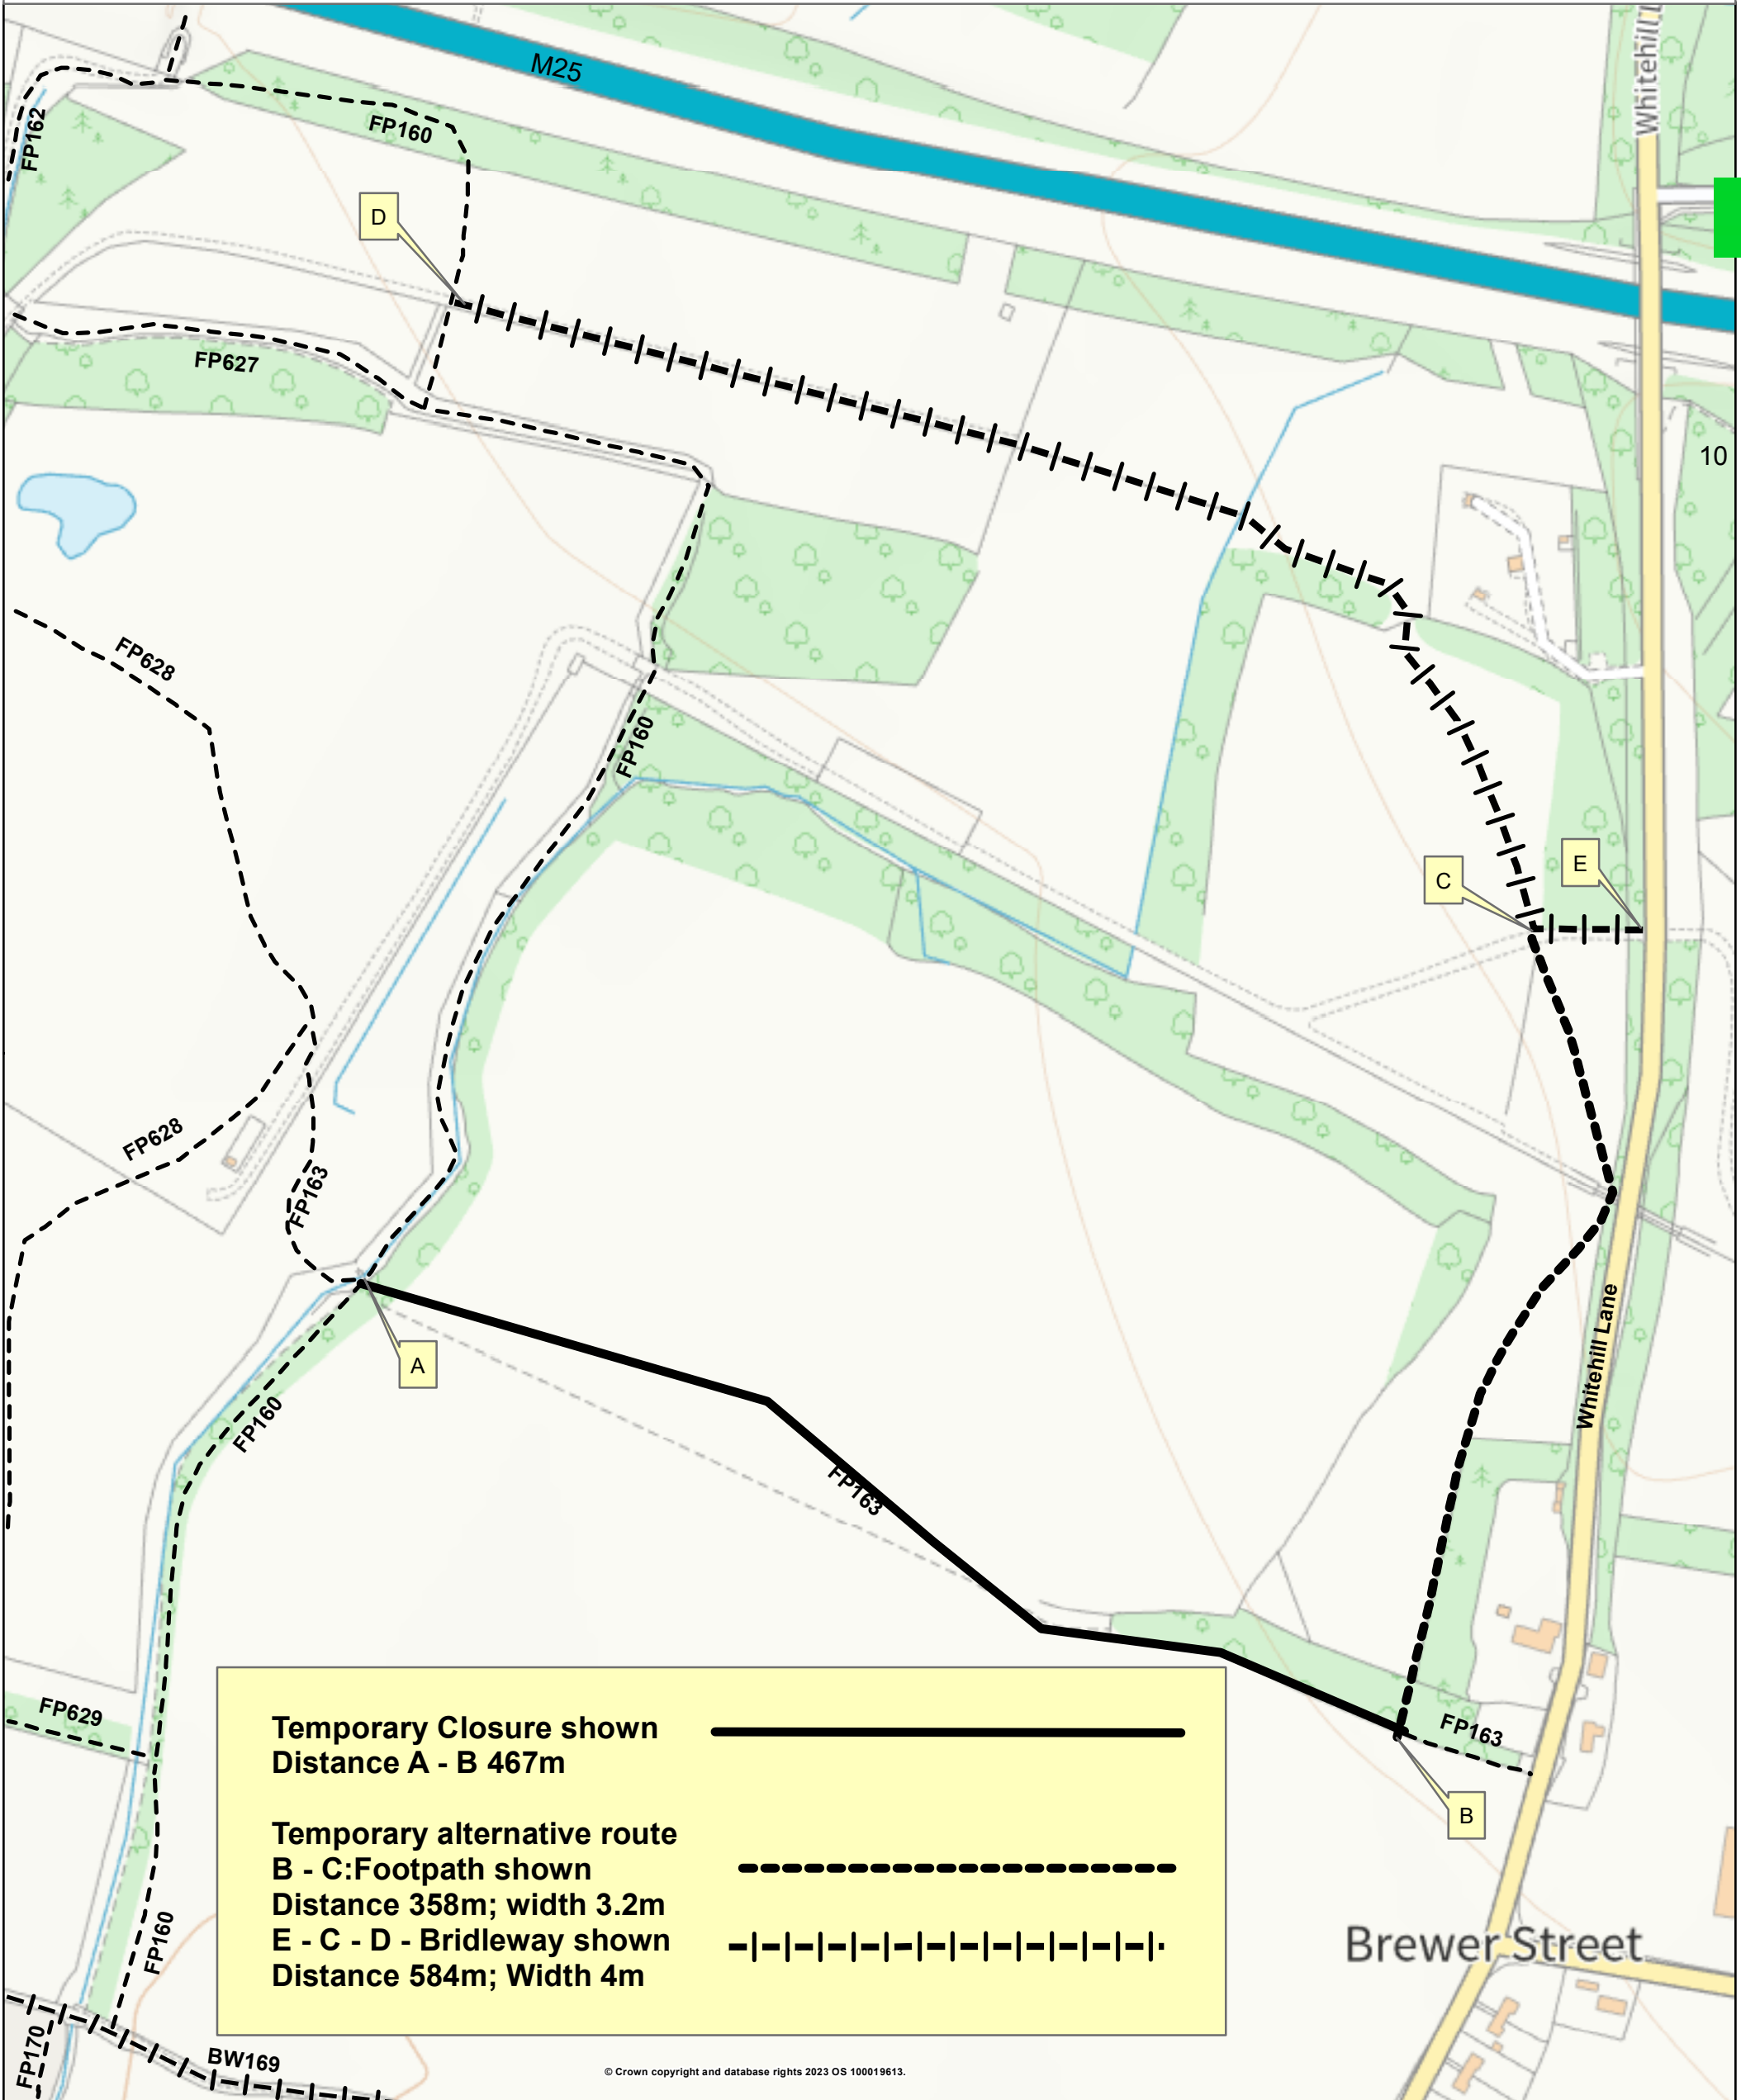 M25
Whitehill
FP162
FP160
D
FP627
10
FP628
FP160
C
E
FP628
FP163
A
Whitehill Lane
FP160
FP163
FP629
FP163
B
Temporary Closure shown
Distance A - B 467m
Temporary alternative route
B - C:Footpath shown
Distance 358m; width 3.2m
E - C - D - Bridleway shown
Distance 584m; Width 4m
FP160
Brewer Street
FP170
BW169
© Crown copyright and database rights 2023 OS 100019613.